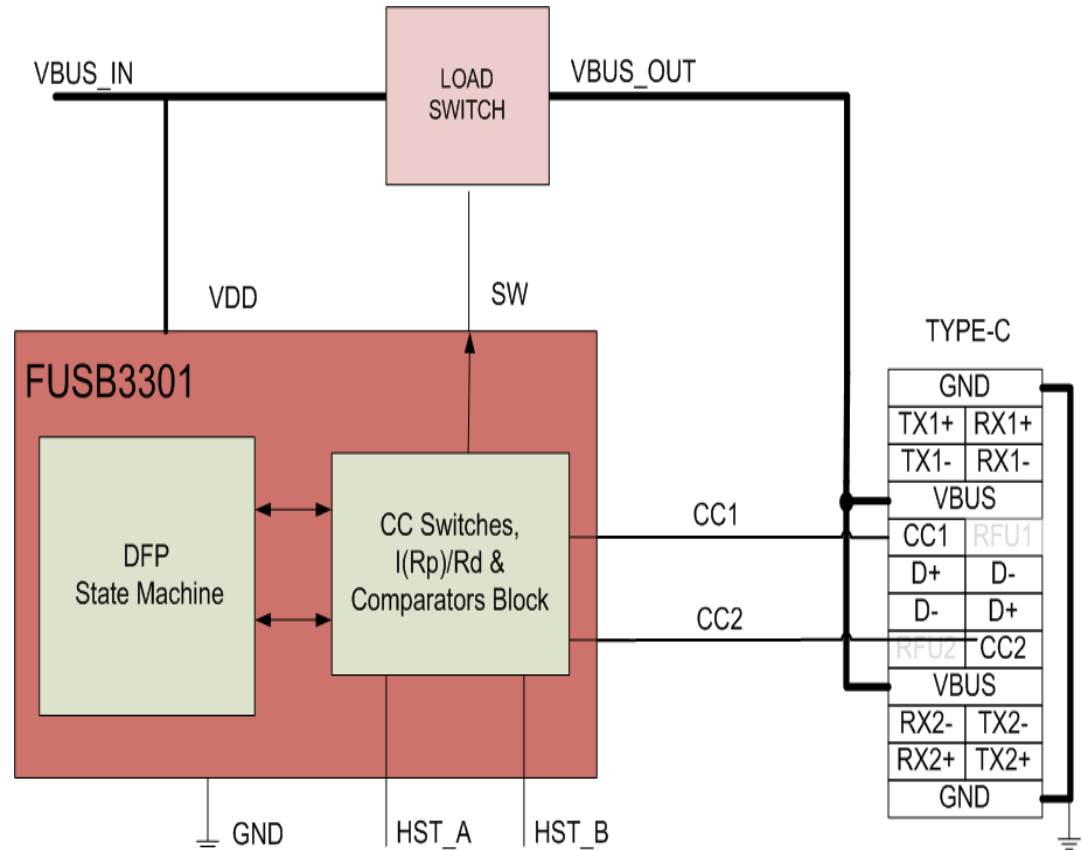 VBUS_IN
LOAD
SWITCH
VBUS_OUT
VDD
SW
TYPE-C
FUSB3301
DFP
State Machine
CC Switches,
I(Rp)/Rd &
Comparators Block
CC1
CC2
GND
TX1+ RX1+
TX1- RX1-
VBUS
CC1 RFU1
D+ D-
D- D+
RFU2 CC2
VBUS
RX2- TX2-
RX2+ TX2+
GND
GND
HST_A
HST_B